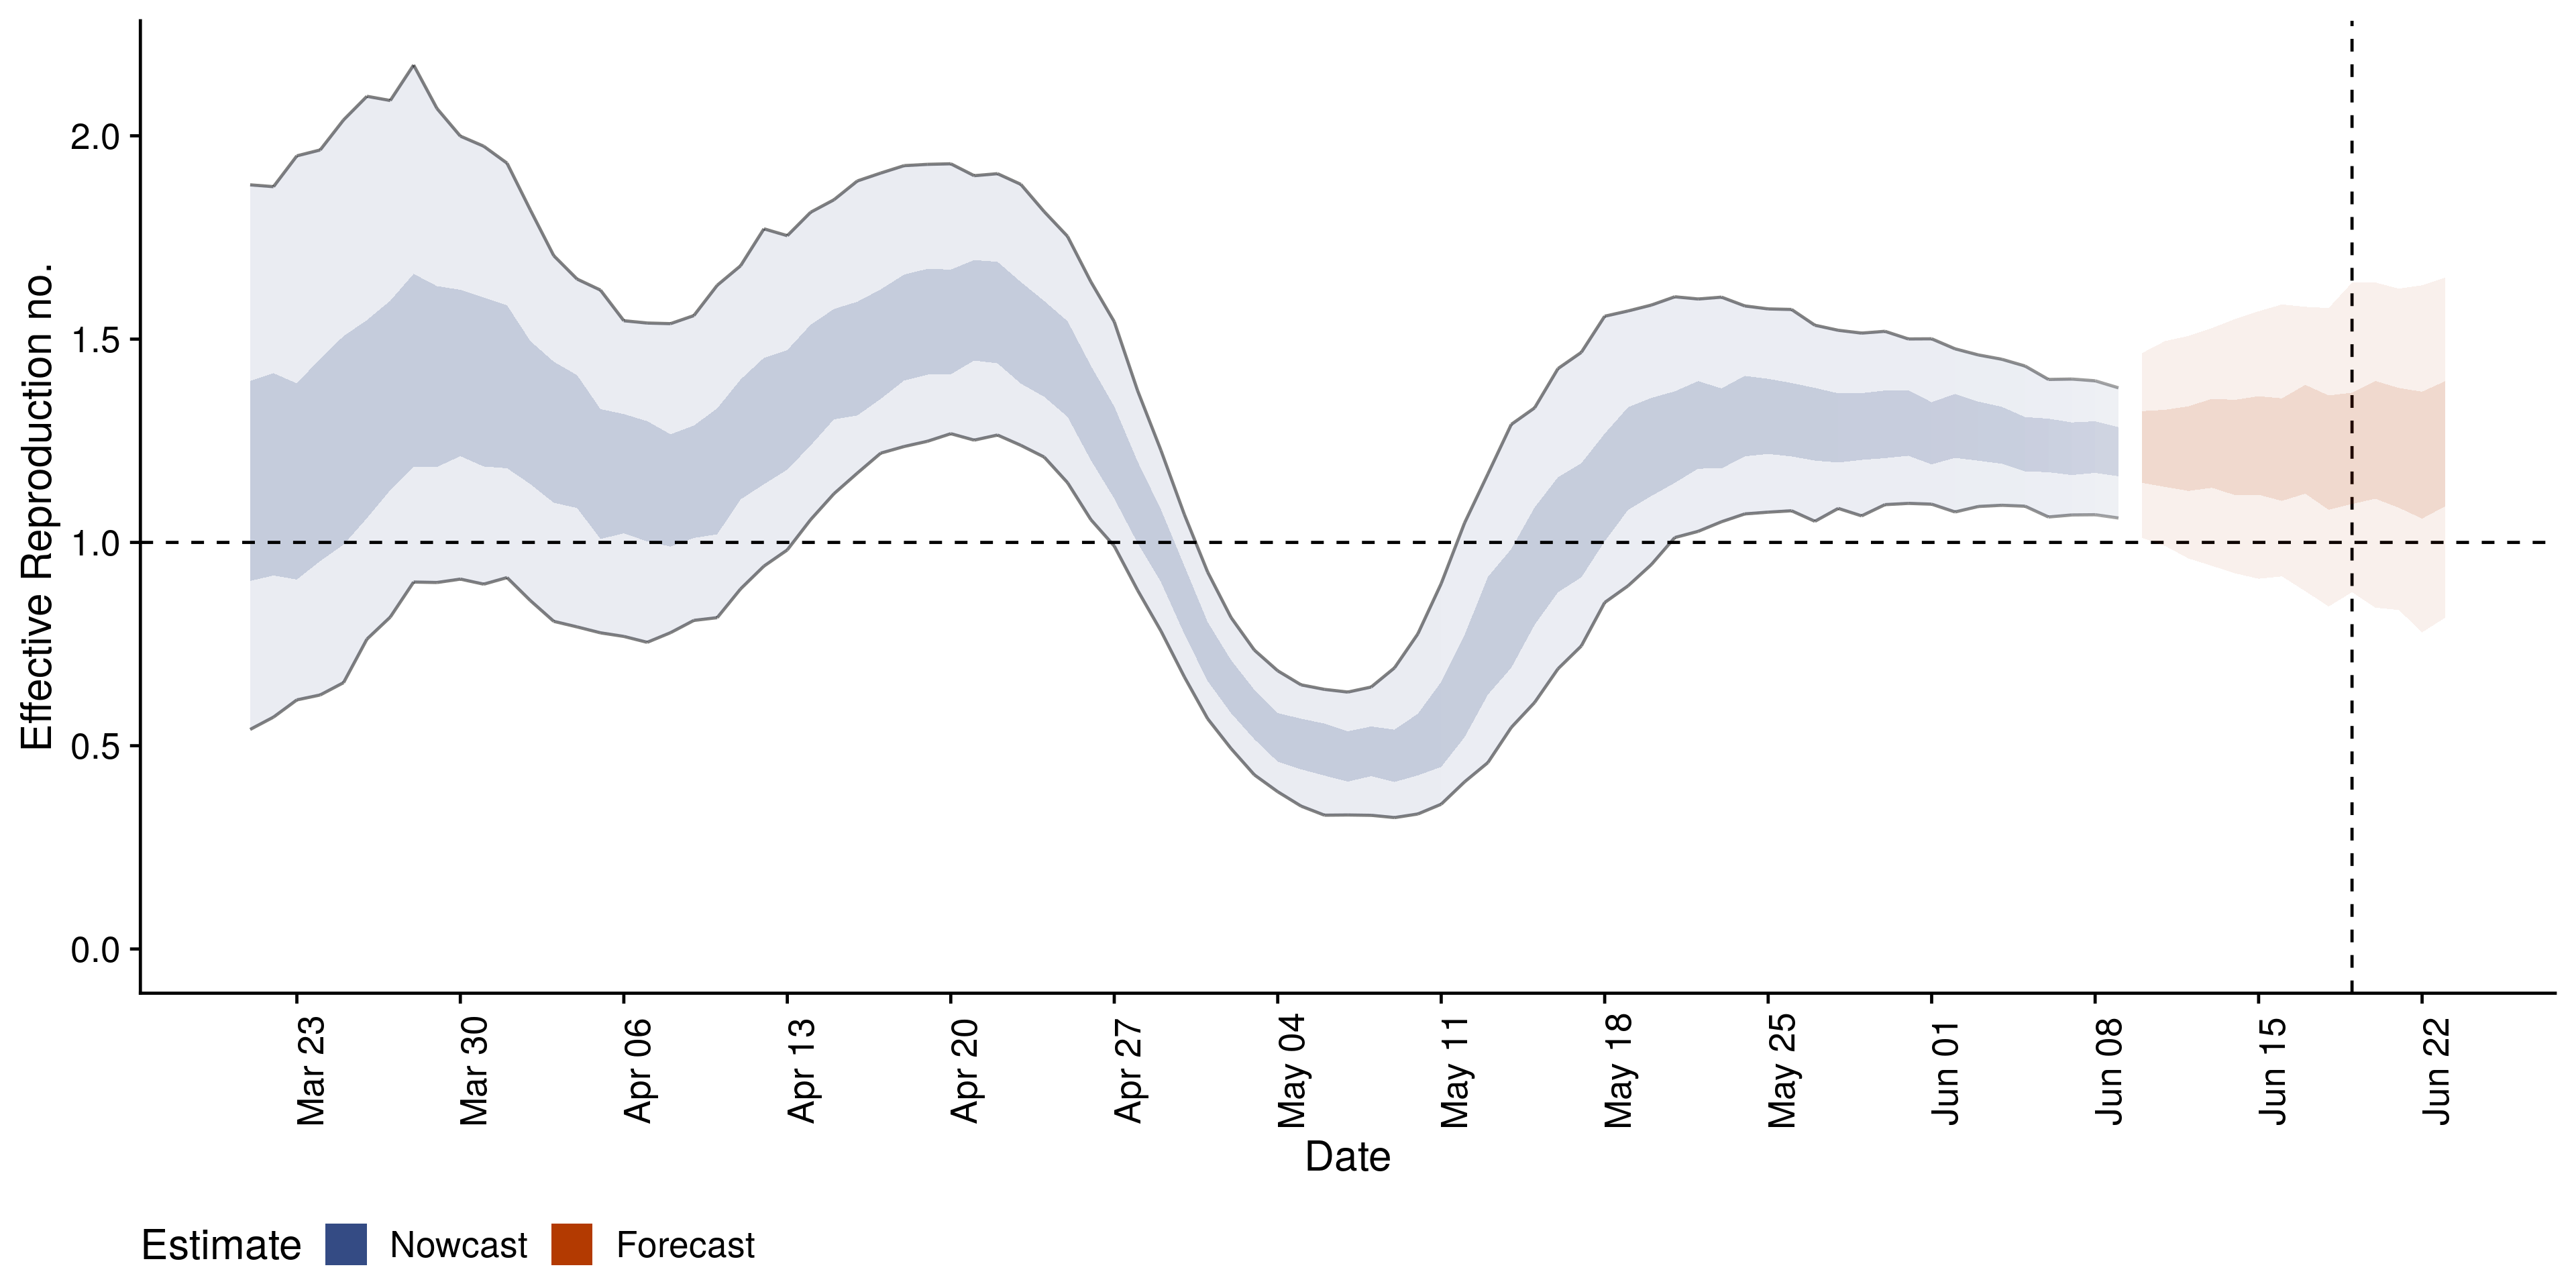 Effective Reproduction no.
2.0
1.5
1.0
0.5
0.0
Mar 23
Mar 30
Apr 06
Apr 13
Apr 20
Apr 27
May 04
May 11
May 18
May 25
Jun 01
Jun 08
Jun 15
Jun 22
Date
Estimate Nowcast Forecast